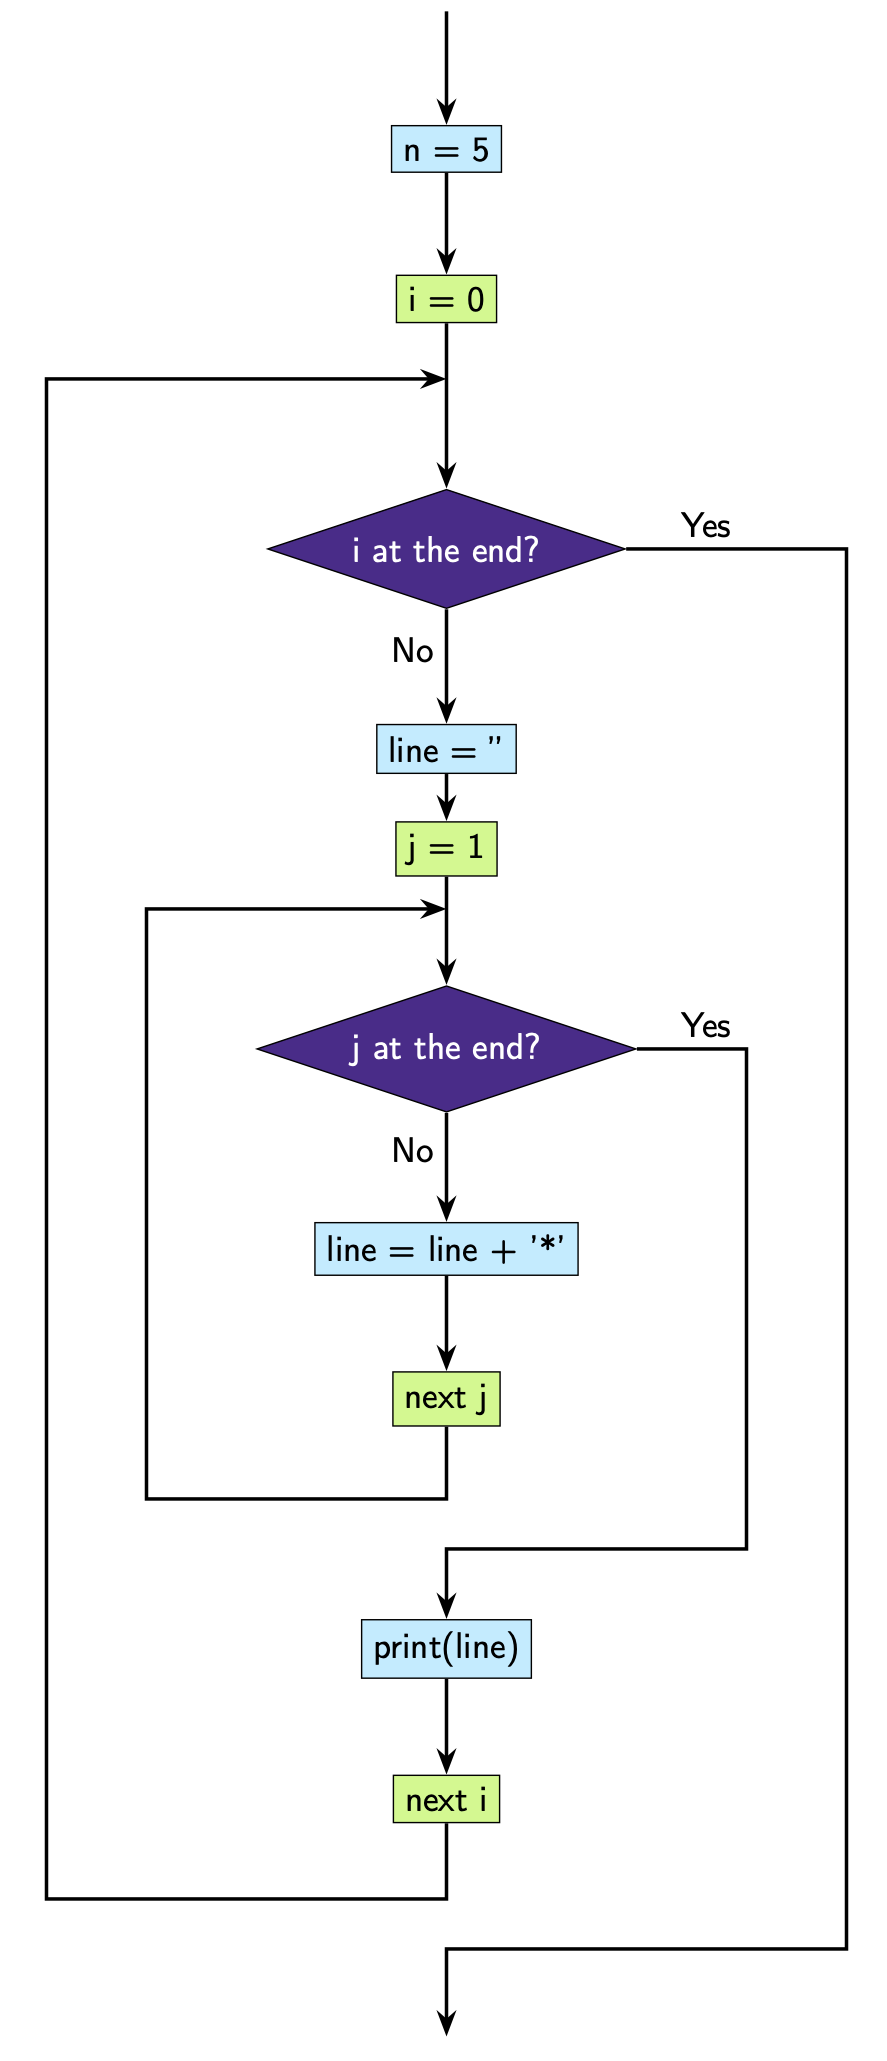 n = 5
i = 0
i at the end?
Yes
No
line = ''
j = 1
j at the end?
Yes
No
line = line + '*'
next j
print(line)
next i